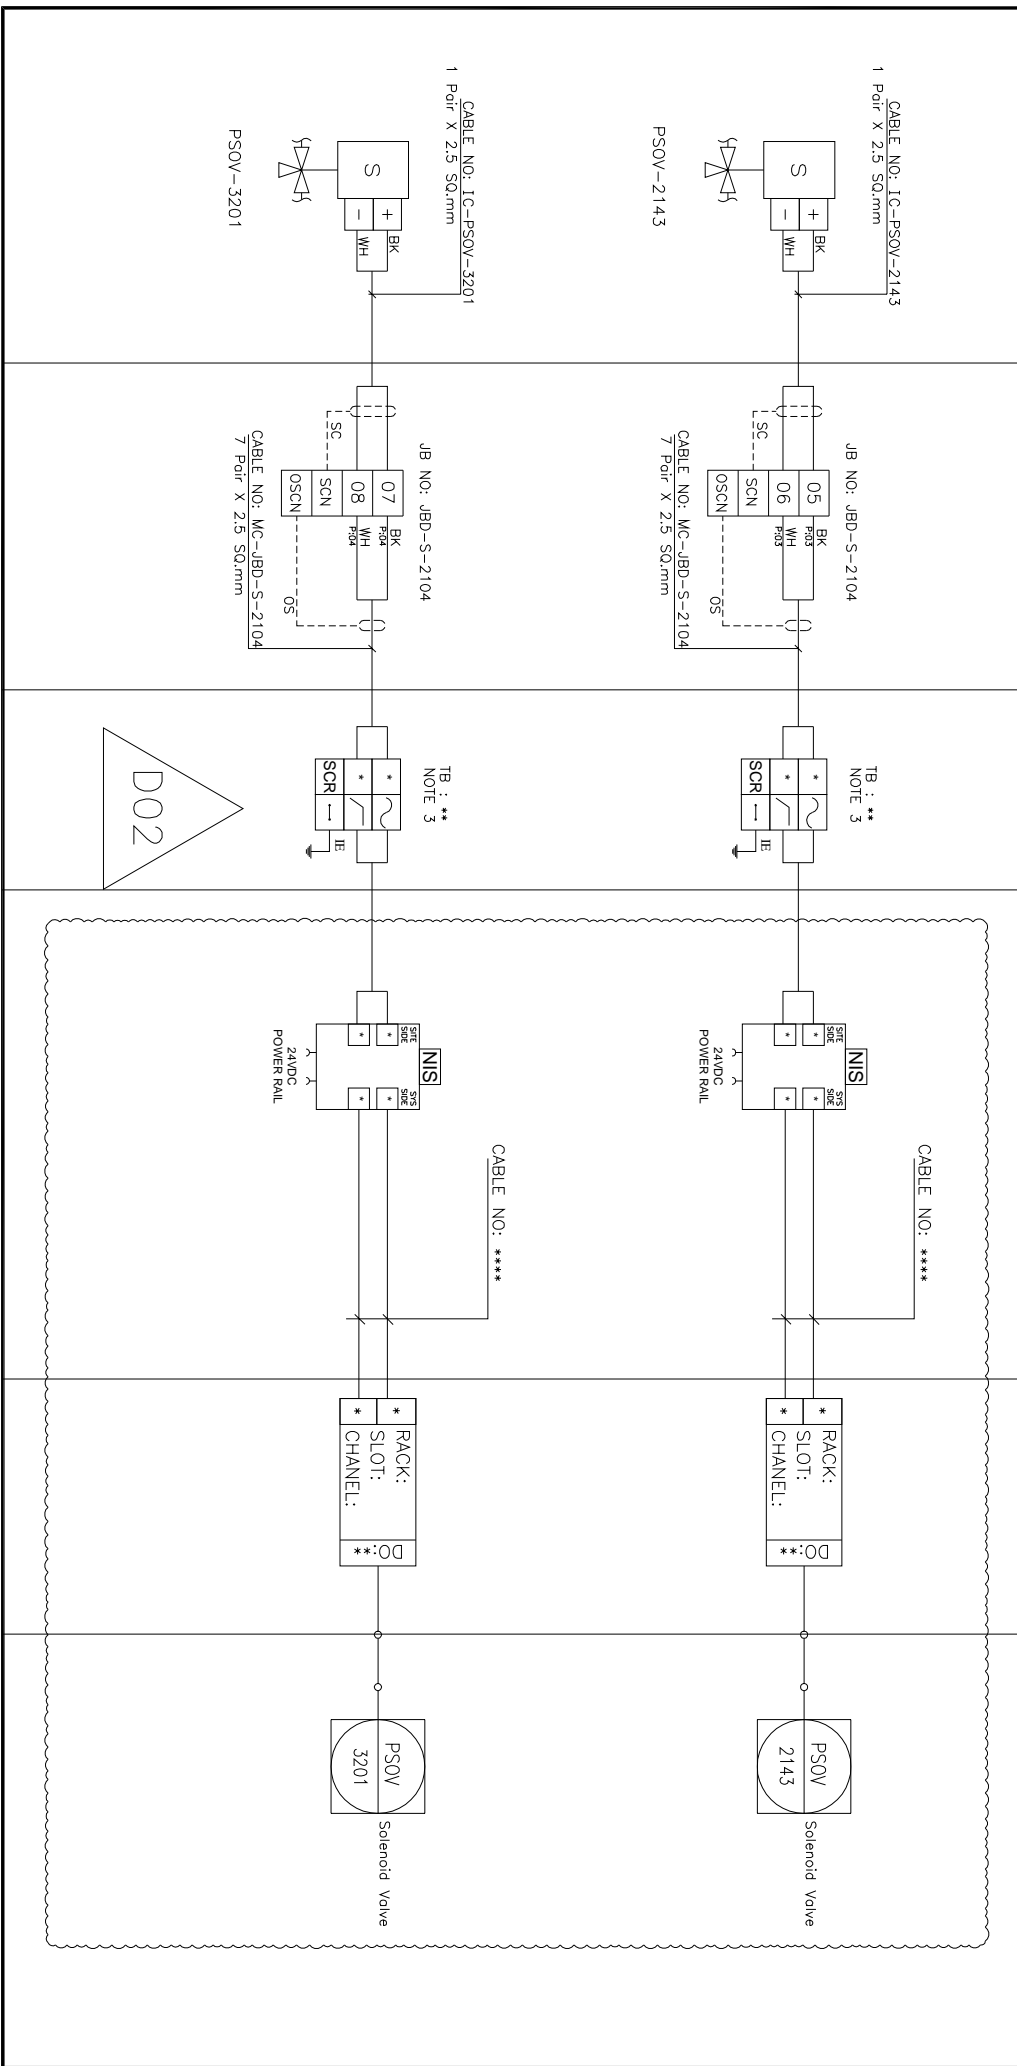 CABLE NO: IC-PSOV-2143
1 Pair X 2.5 SQ.mm
S
+
-
BK
WH
PSOV-2143
JB NO: JBD-S-2104
05
06
SCN
OSCN
BK
P:03
WH
P:03
SC
OS
CABLE NO: MC-JBD-S-2104
7 Pair X 2.5 SQ.mm
TB : **
NOTE 3
*
*
SCR
IE
NIS
SITE
SIDE
SYS
SIDE
*
*
*
*
24VDC
POWER RAIL
CABLE NO: ****
*
*
RACK:
SLOT:
CHANEL:
DO:**
PSOV
2143
Solenoid Valve
CABLE NO: IC-PSOV-3201
1 Pair X 2.5 SQ.mm
S
+
-
BK
WH
PSOV-3201
JB NO: JBD-S-2104
07
08
SCN
OSCN
BK
P:04
WH
P:04
SC
OS
CABLE NO: MC-JBD-S-2104
7 Pair X 2.5 SQ.mm
TB : **
NOTE 3
*
*
SCR
IE
D02
NIS
SITE
SIDE
SYS
SIDE
*
*
*
*
24VDC
POWER RAIL
CABLE NO: ****
*
*
RACK:
SLOT:
CHANEL:
DO:**
PSOV
3201
Solenoid Valve